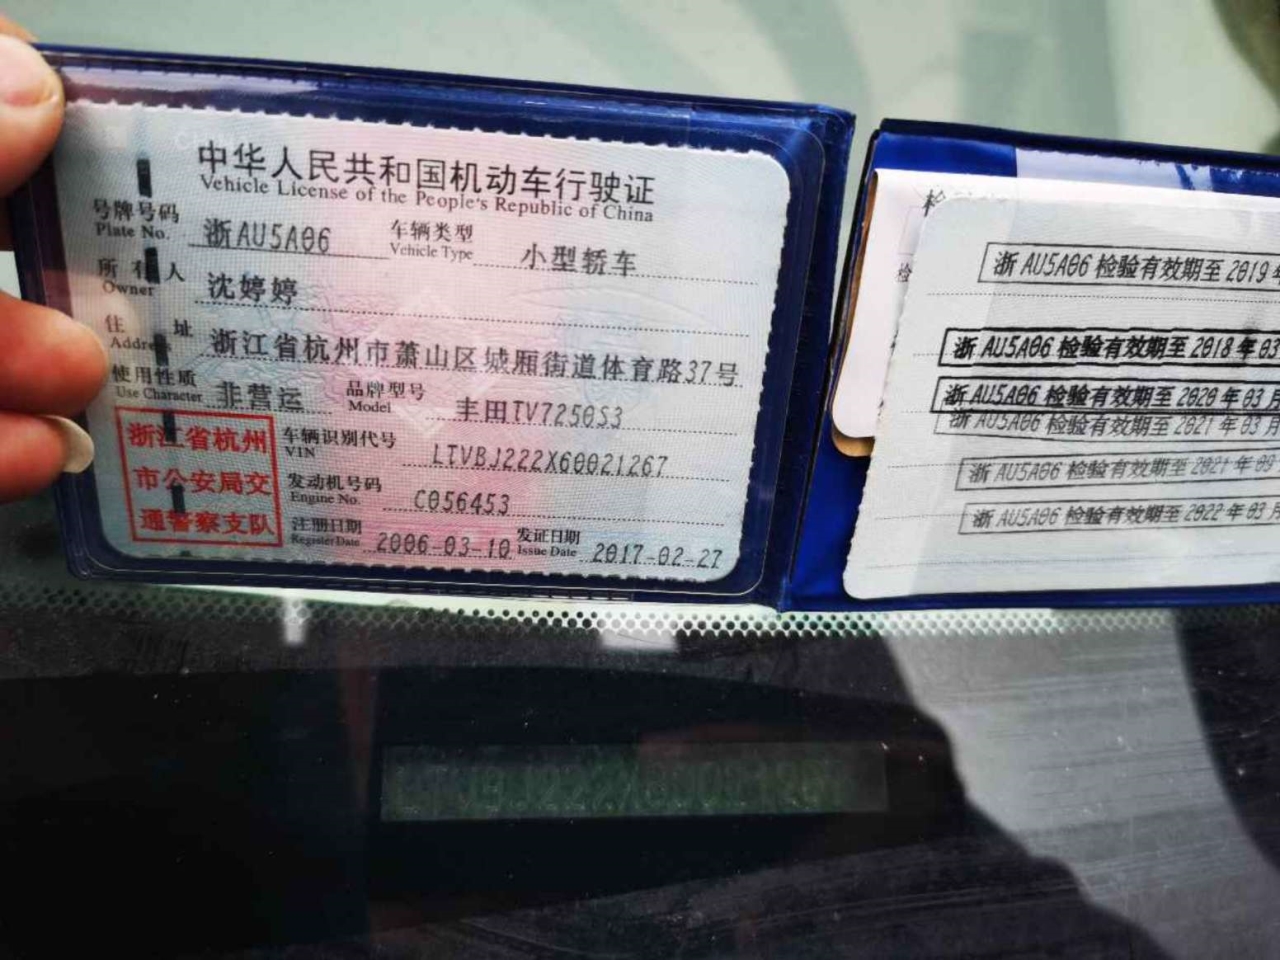 中华人民共和国机动车行驶证
Vehicle License of the People's Republic of China
号牌号码 浙AU5A06 车辆类型 小型轿车
Plate No. Vehicle Type
所有人 沈婷婷
Owner
住址 浙江省杭州市萧山区城厢街道体育路37号
Address
使用性质 非营运 品牌型号 丰田TV7250S3
Use Character Model
浙江省杭州
市公安局交
通警察支队
车辆识别代号 LTVBJ222X60021267
VIN
发动机号码 C056453
Engine No.
注册日期 2006-03-10 发证日期 2017-02-27
Register Date Issue Date
浙AU5A06检验有效期至2019年
浙AU5A06检验有效期至2018年03
浙AU5A06检验有效期至2020年03月
浙AU5A06检验有效期至2021年03月
浙AU5A06检验有效期至2021年09
浙AU5A06检验有效期至2022年03月